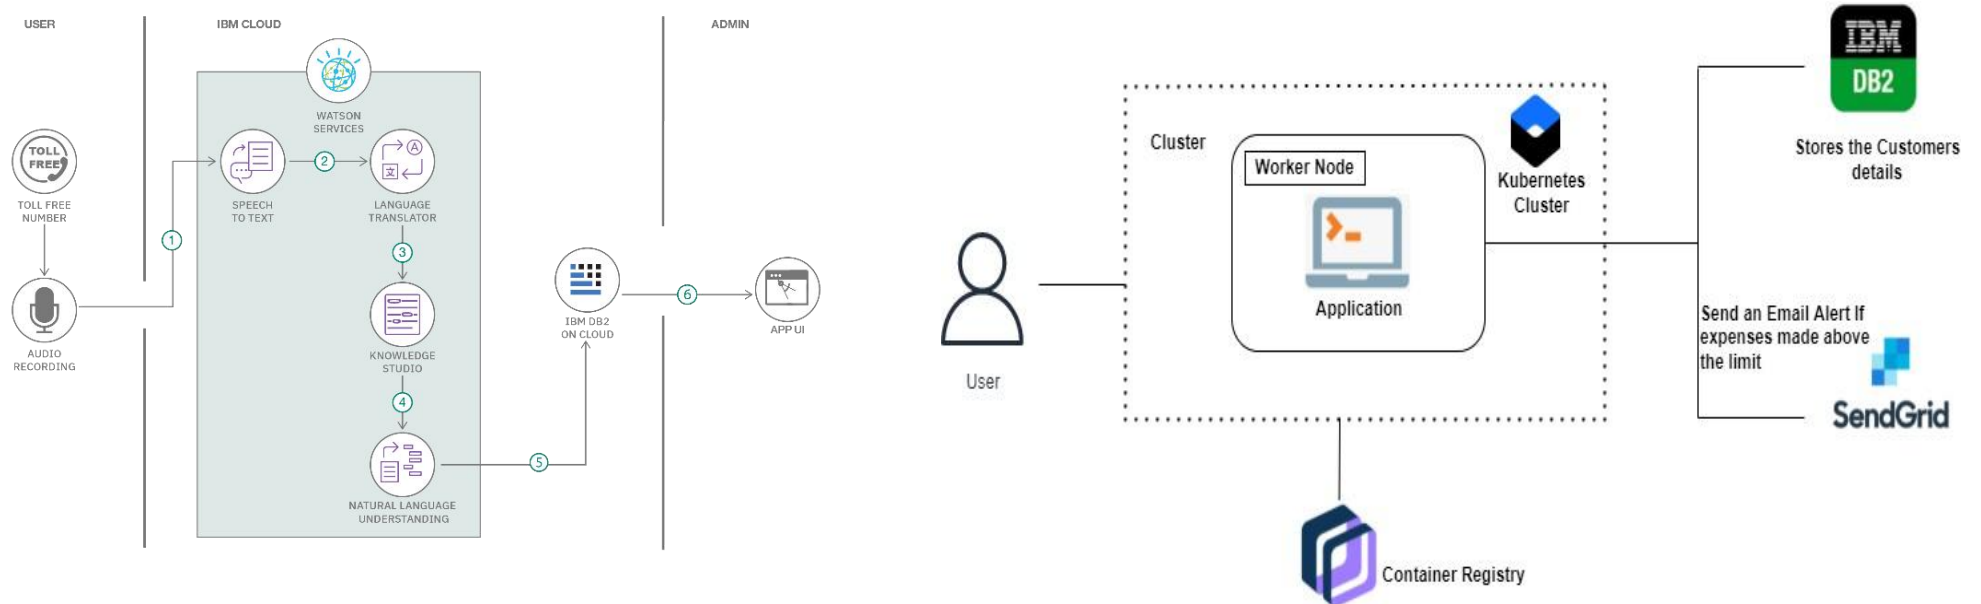 USER
IBM CLOUD
ADMIN
WATSON
SERVICES
TOLL
FREE
TOLL FREE
NUMBER
1
SPEECH
TO TEXT
2
A
文
LANGUAGE
TRANSLATOR
3
AUDIO
RECORDING
KNOWLEDGE
STUDIO
4
NATURAL LANGUAGE
UNDERSTANDING
5
IBM DB2
ON CLOUD
6
APP UI
User
Cluster
Worker Node
Application
Kubernetes
Cluster
Container Registry
IBM
DB2
Stores the Customers
details
Send an Email Alert If
expenses made above
the limit
SendGrid